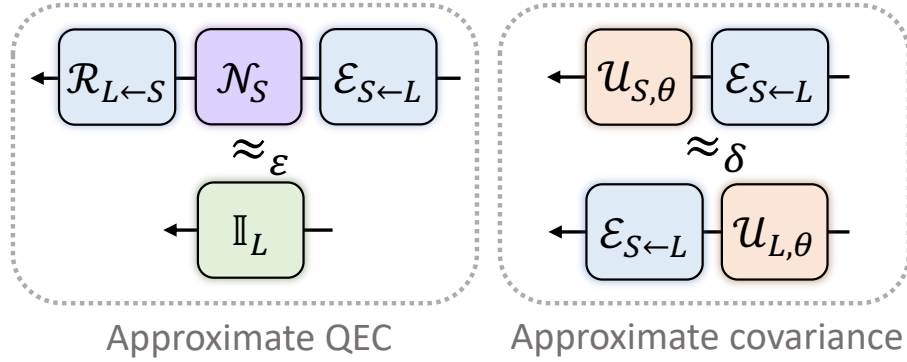 ℛ_{L←S} 𝒩_S ℰ_{S←L}
≈_ε
𝕀_L
Approximate QEC
𝒰_{S,θ} ℰ_{S←L}
≈_δ
ℰ_{S←L} 𝒰_{L,θ}
Approximate covariance